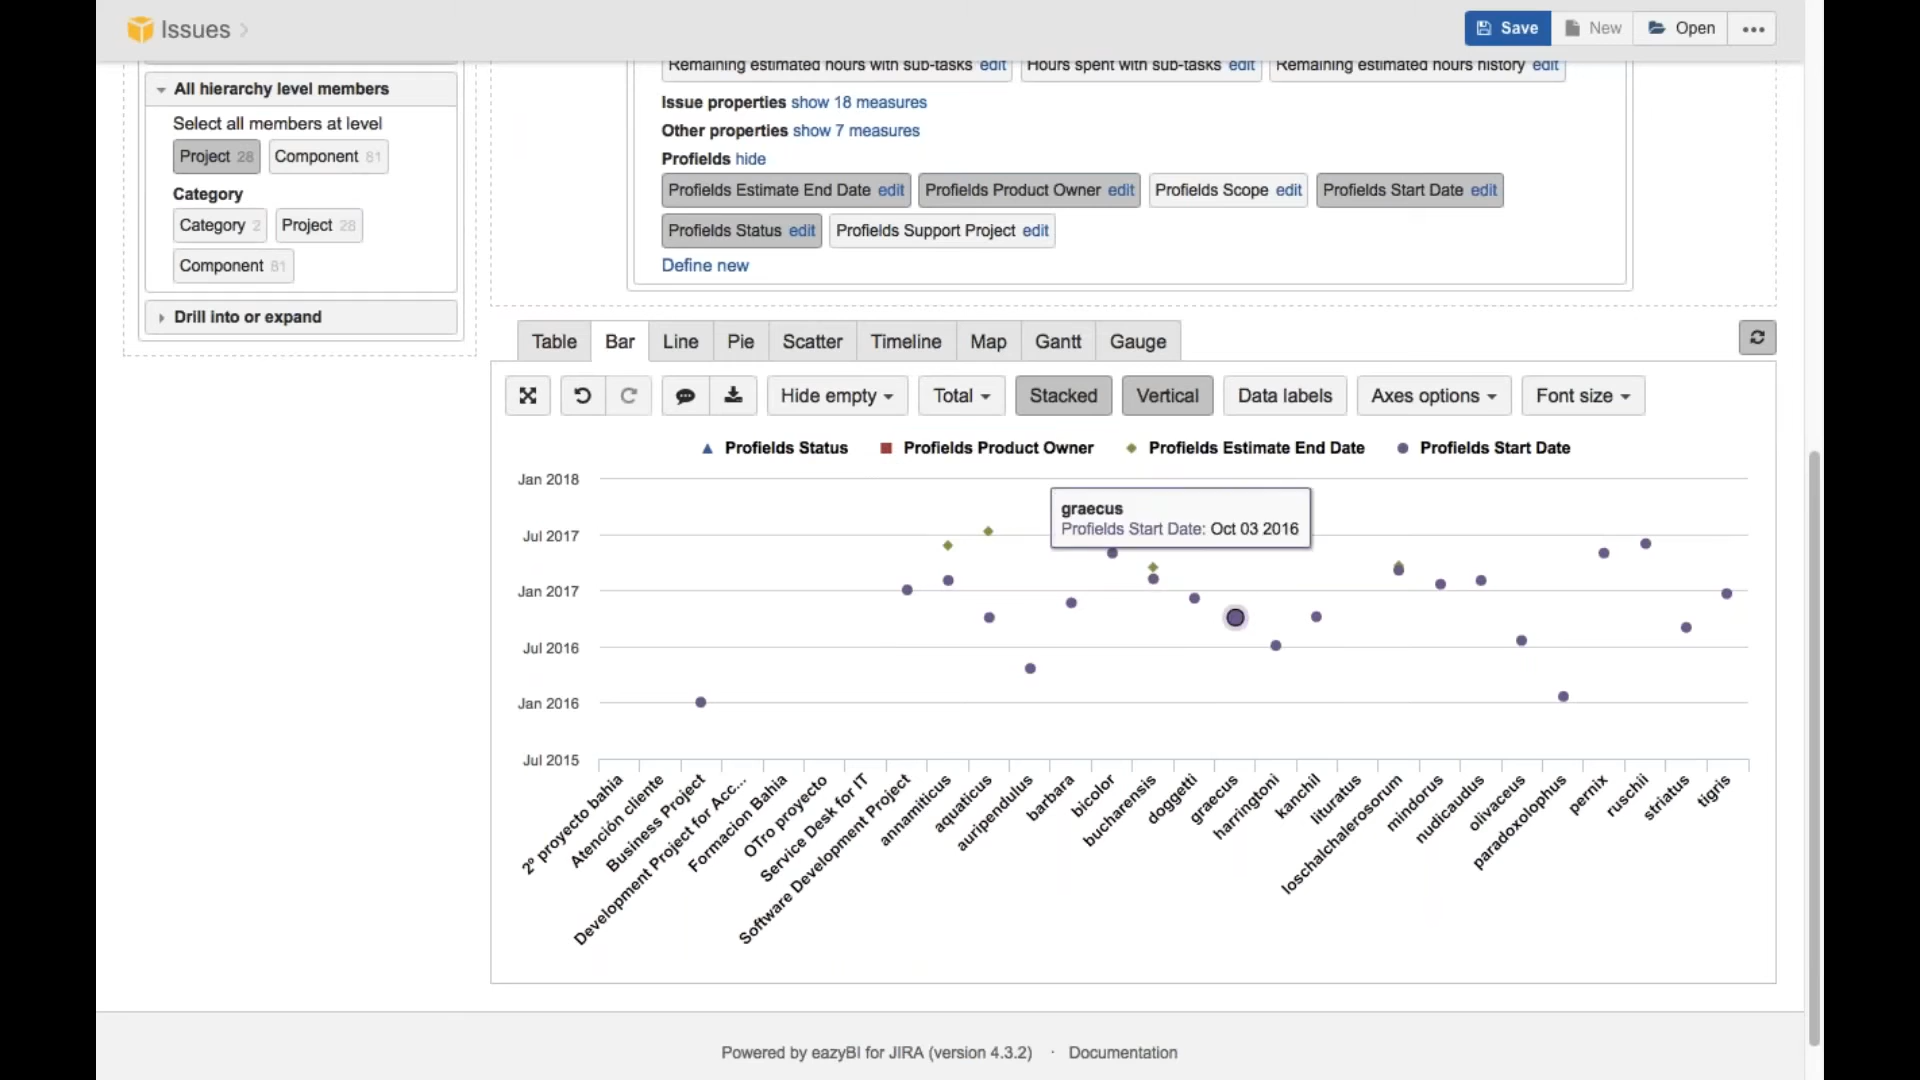 Issues
Save
New
Open
Remaining estimated hours with sub-tasks edit
Hours spent with sub-tasks edit
Remaining estimated hours history edit
All hierarchy level members
Select all members at level
Project 28
Component 81
Category
Category 2
Project 28
Component 81
Drill into or expand
Issue properties show 18 measures
Other properties show 7 measures
Profields hide
Profields Estimate End Date edit
Profields Product Owner edit
Profields Scope edit
Profields Start Date edit
Profields Status edit
Profields Support Project edit
Define new
Table
Bar
Line
Pie
Scatter
Timeline
Map
Gantt
Gauge
Hide empty
Total
Stacked
Vertical
Data labels
Axes options
Font size
Profields Status
Profields Product Owner
Profields Estimate End Date
Profields Start Date
Jan 2018
Jul 2017
Jan 2017
Jul 2016
Jan 2016
Jul 2015
graecus
Profields Start Date: Oct 03 2016
2º proyecto bahia
Atención cliente
Business Project
Development Project for Acc...
Formacion Bahia
OTro proyecto
Service Desk for IT
Software Development Project
annamiticus
aquaticus
auripendulus
barbara
bicolor
bucharensis
doggetti
graecus
harringtoni
kanchil
lituratus
loschalchalerosorum
mindorus
nudicaudus
olivaceus
paradoxolophus
pernix
ruschii
striatus
tigris
Powered by eazyBI for JIRA (version 4.3.2) · Documentation